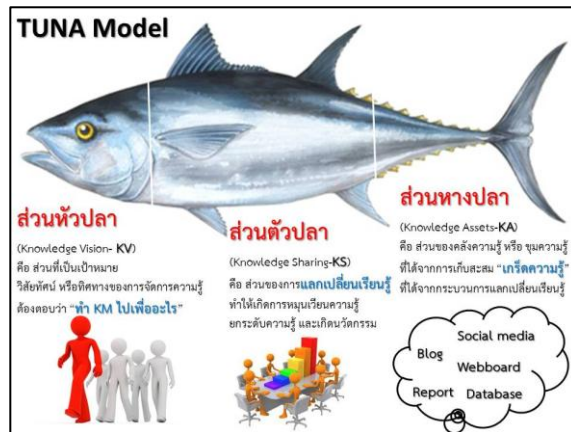 TUNA Model
ส่วนหัวปลา
(Knowledge Vision- KV)
คือ ส่วนที่เป็นเป้าหมาย
วิสัยทัศน์ หรือทิศทางของการจัดการความรู้
ต้องตอบว่า “ทำ KM ไปเพื่ออะไร”
ส่วนตัวปลา
(Knowledge Sharing-KS)
คือ ส่วนของการแลกเปลี่ยนเรียนรู้
ทำให้เกิดการหมุนเวียนความรู้
ยกระดับความรู้ และเกิดนวัตกรรม
ส่วนหางปลา
(Knowledge Assets-KA)
คือ ส่วนของคลังความรู้ หรือ ขุมความรู้
ที่ได้จากการเก็บสะสม “เกร็ดความรู้”
ที่ได้จากกระบวนการแลกเปลี่ยนเรียนรู้
Social media
Blog
Webboard
Report
Database